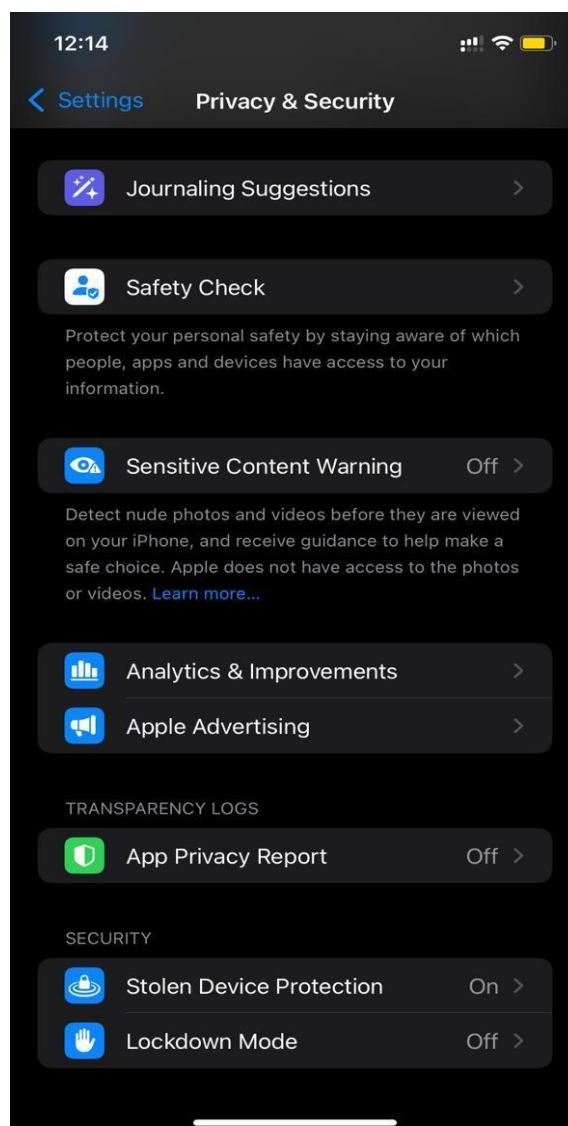 12:14
Settings
Privacy & Security
Journaling Suggestions
Safety Check
Protect your personal safety by staying aware of which
people, apps and devices have access to your
information.
Sensitive Content Warning Off
Detect nude photos and videos before they are viewed
on your iPhone, and receive guidance to help make a
safe choice. Apple does not have access to the photos
or videos. Learn more...
Analytics & Improvements
Apple Advertising
TRANSPARENCY LOGS
App Privacy Report Off
SECURITY
Stolen Device Protection On
Lockdown Mode Off